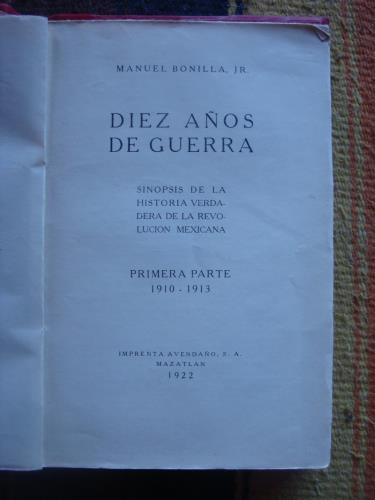 MANUEL BONILLA, JR.
DIEZ AÑOS
DE GUERRA
SINOPSIS DE LA
HISTORIA VERDA-
DERA DE LA REVO-
LUCION MEXICANA
PRIMERA PARTE
1910 - 1913
IMPRENTA AVENDAÑO, S. A.
MAZATLAN
1922